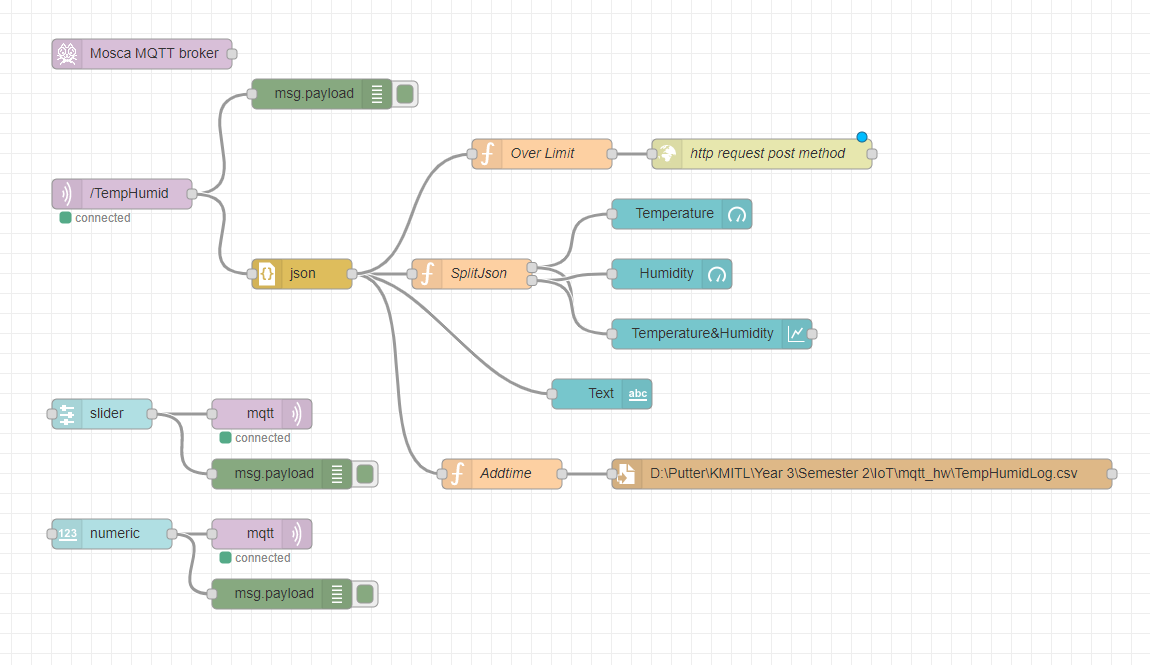 Mosca MQTT broker
msg.payload
Over Limit
http request post method
/TempHumid
connected
Temperature
json
SplitJson
Humidity
Temperature&Humidity
Text
abc
slider
mqtt
connected
msg.payload
Addtime
D:\Putter\KMITL\Year 3\Semester 2\IoT\mqtt_hw\TempHumidLog.csv
123
numeric
mqtt
connected
msg.payload